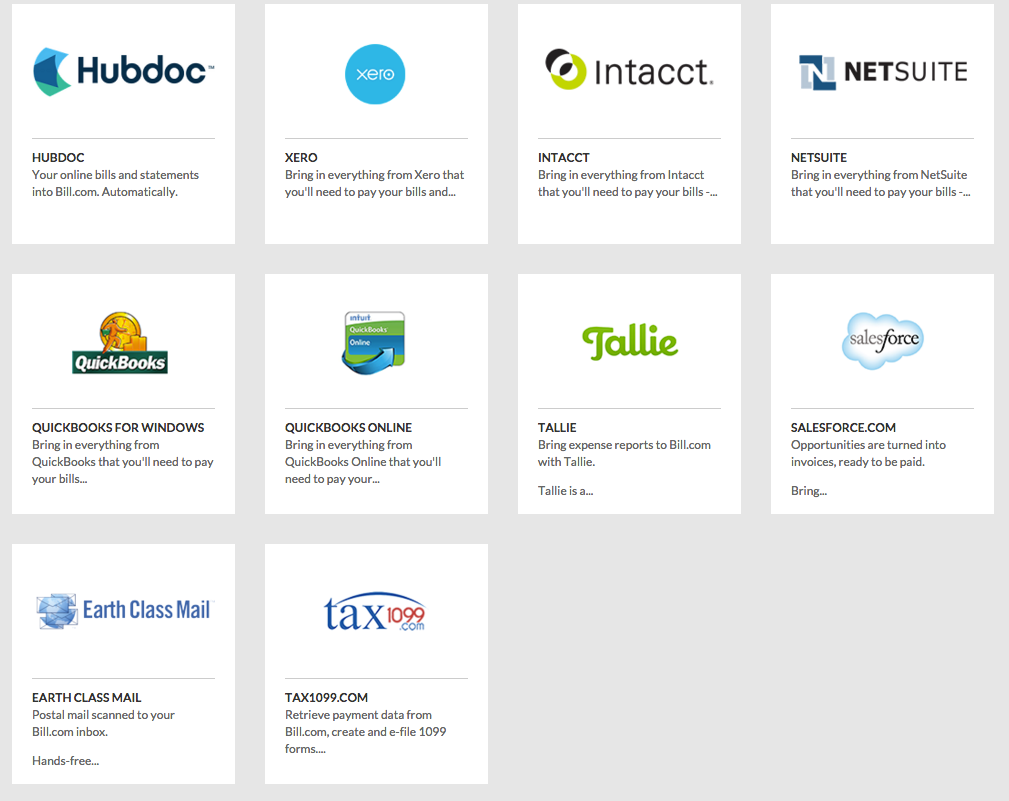 Hubdoc™
HUBDOC
Your online bills and statements
into Bill.com. Automatically.
xero
XERO
Bring in everything from Xero that
you'll need to pay your bills and...
Intacct.
INTACCT
Bring in everything from Intacct
that you'll need to pay your bills -...
NETSUITE
NETSUITE
Bring in everything from NetSuite
that you'll need to pay your bills -...
QuickBooks
QUICKBOOKS FOR WINDOWS
Bring in everything from
QuickBooks that you'll need to pay
your bills...
intuit
QuickBooks
Online
QUICKBOOKS ONLINE
Bring in everything from
QuickBooks Online that you'll
need to pay your...
Tallie
TALLIE
Bring expense reports to Bill.com
with Tallie.
Tallie is a...
salesforce
SALESFORCE.COM
Opportunities are turned into
invoices, ready to be paid.
Bring...
Earth Class Mail
EARTH CLASS MAIL
Postal mail scanned to your
Bill.com inbox.
Hands-free...
tax1099
.com
TAX1099.COM
Retrieve payment data from
Bill.com, create and e-file 1099
forms....